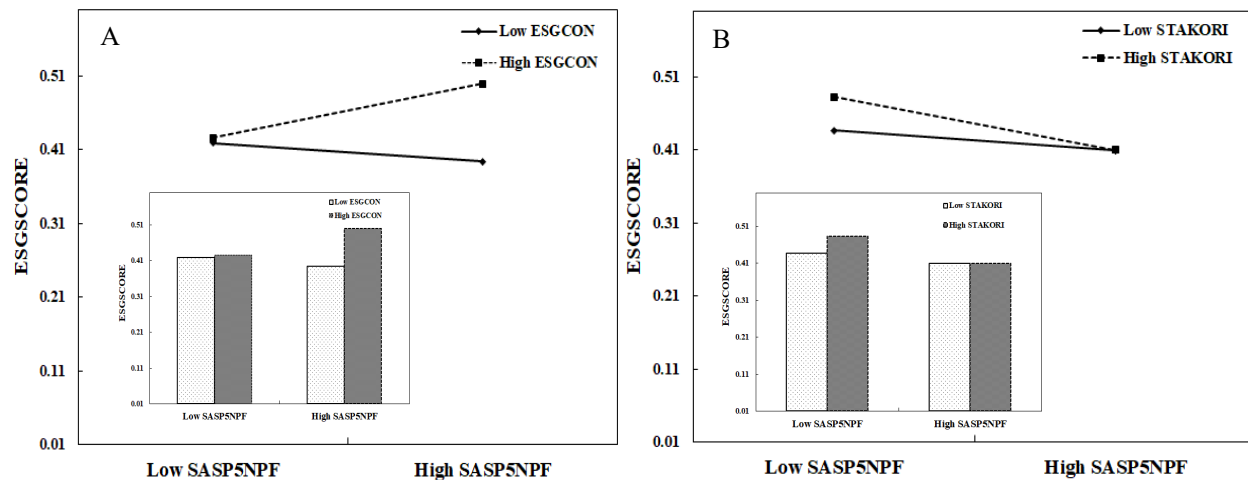 A
Low ESGCON
High ESGCON
0.51
0.41
0.31
0.21
0.11
0.01
ESGSCORE
Low SASP5NPF
High SASP5NPF
Low ESGCON
High ESGCON
0.51
0.41
0.31
0.21
0.11
0.01
ESGSCORE
Low SASP5NPF
High SASP5NPF
B
Low STAKORI
High STAKORI
0.51
0.41
0.31
0.21
0.11
0.01
ESGSCORE
Low SASP5NPF
High SASP5NPF
Low STAKORI
High STAKORI
0.51
0.41
0.31
0.21
0.11
0.01
ESGSCORE
Low SASP5NPF
High SASP5NPF